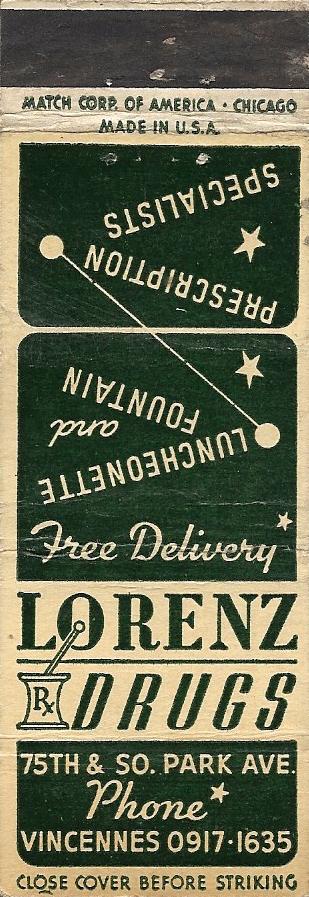 MATCH CORP. OF AMERICA · CHICAGO
MADE IN U.S.A.
PRESCRIPTION
SPECIALISTS
LUNCHEONETTE
and
FOUNTAIN
Free Delivery
LORENZ
Rx DRUGS
75TH & SO. PARK AVE.
Phone
VINCENNES 0917·1635
CLOSE COVER BEFORE STRIKING